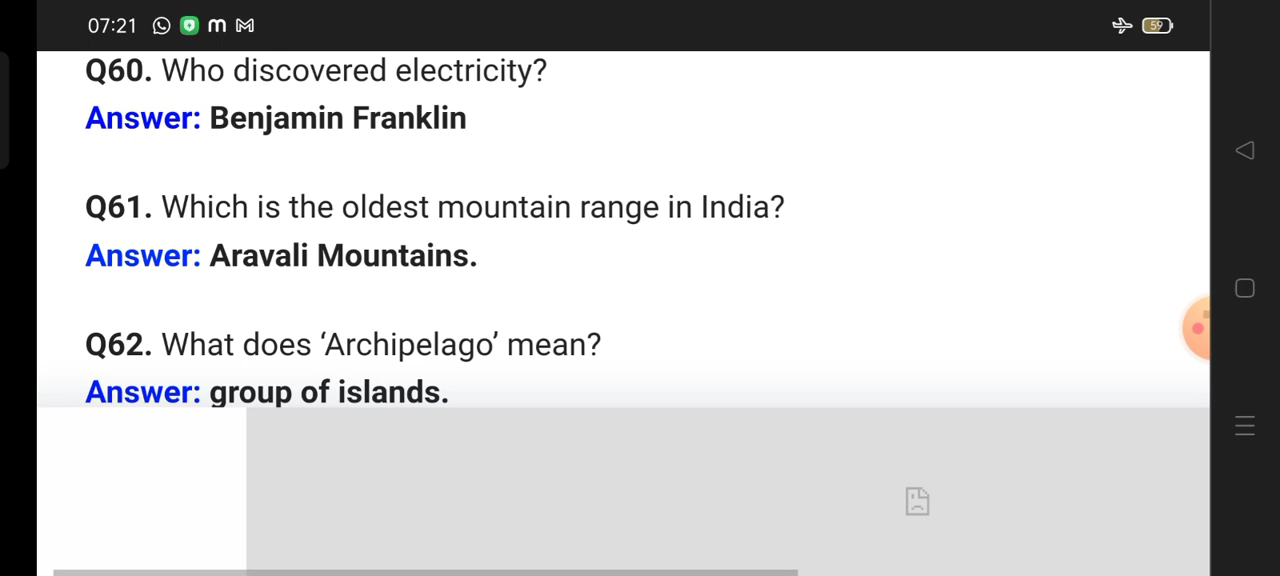 07:21 59
Q60. Who discovered electricity?
Answer: Benjamin Franklin
Q61. Which is the oldest mountain range in India?
Answer: Aravali Mountains.
Q62. What does ‘Archipelago’ mean?
Answer: group of islands.